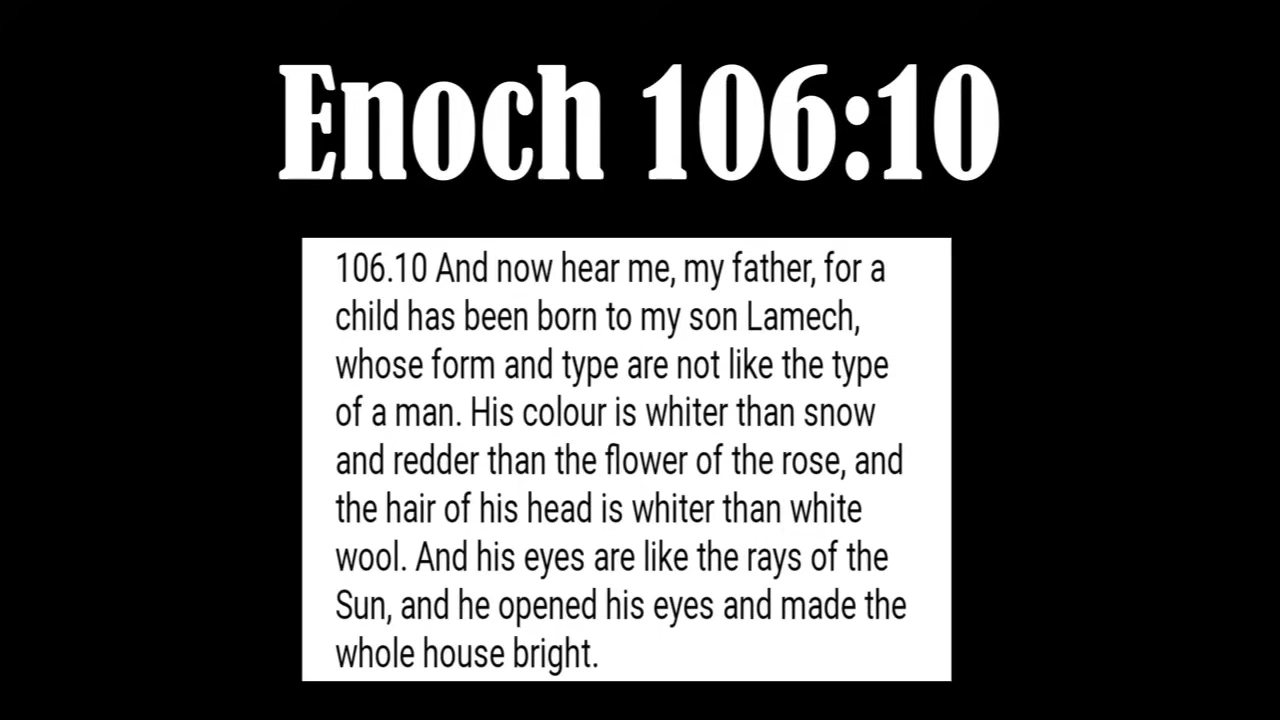 Enoch 106:10
106.10 And now hear me, my father, for a
child has been born to my son Lamech,
whose form and type are not like the type
of a man. His colour is whiter than snow
and redder than the flower of the rose, and
the hair of his head is whiter than white
wool. And his eyes are like the rays of the
Sun, and he opened his eyes and made the
whole house bright.